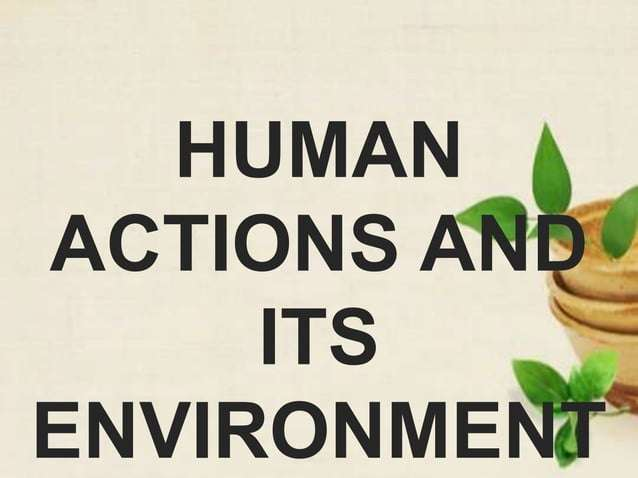 HUMAN
ACTIONS AND
ITS
ENVIRONMENT